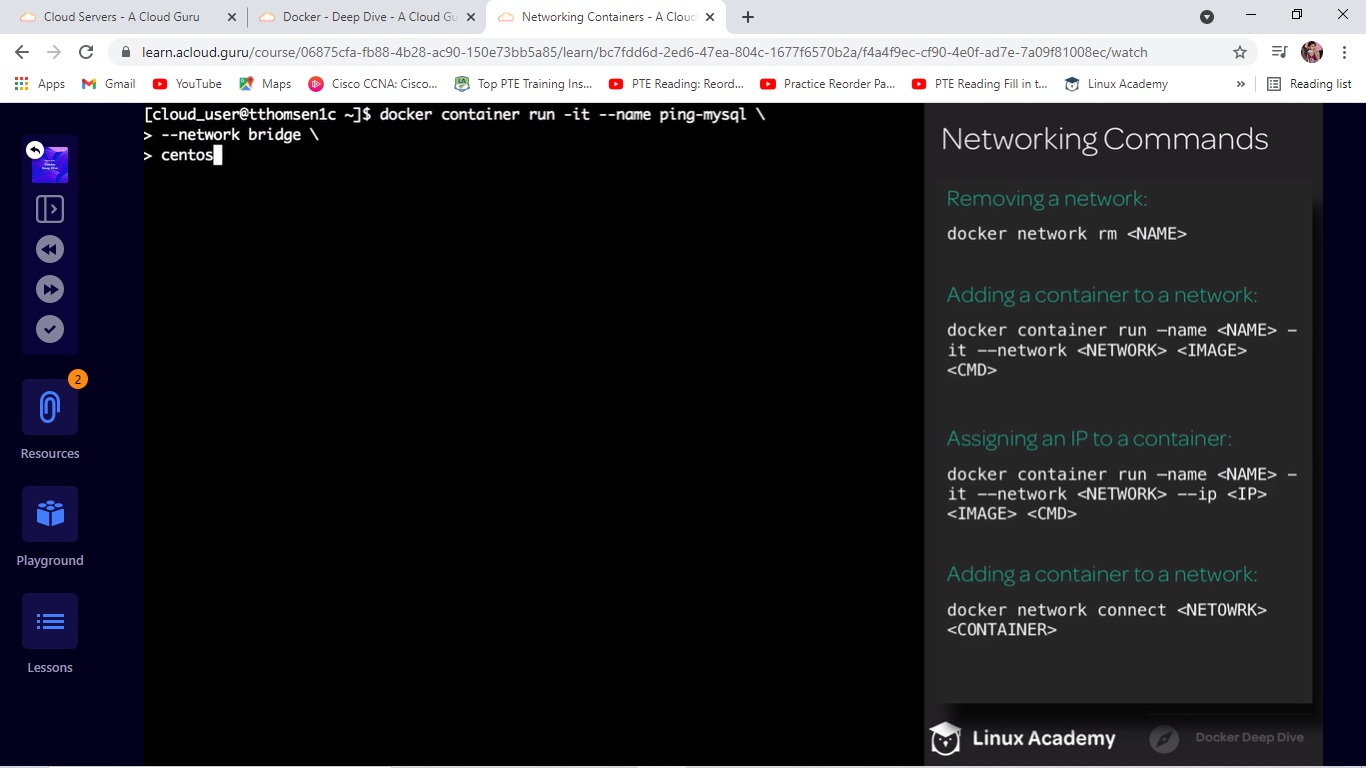 Cloud Servers - A Cloud Guru
Docker - Deep Dive - A Cloud Gu
Networking Containers - A Cloud
learn.acloud.guru/course/06875cfa-fb88-4b28-ac90-150e73bb5a85/learn/bc7fdd6d-2ed6-47ea-804c-1677f6570b2a/f4a4f9ec-cf90-4e0f-ad7e-7a09f81008ec/watch
Apps
Gmail
YouTube
Maps
Cisco CCNA: Cisco...
Top PTE Training Ins...
PTE Reading: Reord...
Practice Reorder Pa...
PTE Reading Fill in t...
Linux Academy
»
Reading list
[cloud_user@tthomsen1c ~]$ docker container run -it --name ping-mysql \
> --network bridge \
> centos
Docker
Deep Dive
2
Resources
Playground
Lessons
Networking Commands
Removing a network:
docker network rm <NAME>
Adding a container to a network:
docker container run —name <NAME> –
it ––network <NETWORK> <IMAGE>
<CMD>
Assigning an IP to a container:
docker container run —name <NAME> –
it ––network <NETWORK> --ip <IP>
<IMAGE> <CMD>
Adding a container to a network:
docker network connect <NETOWRK>
<CONTAINER>
Linux Academy
Docker Deep Dive